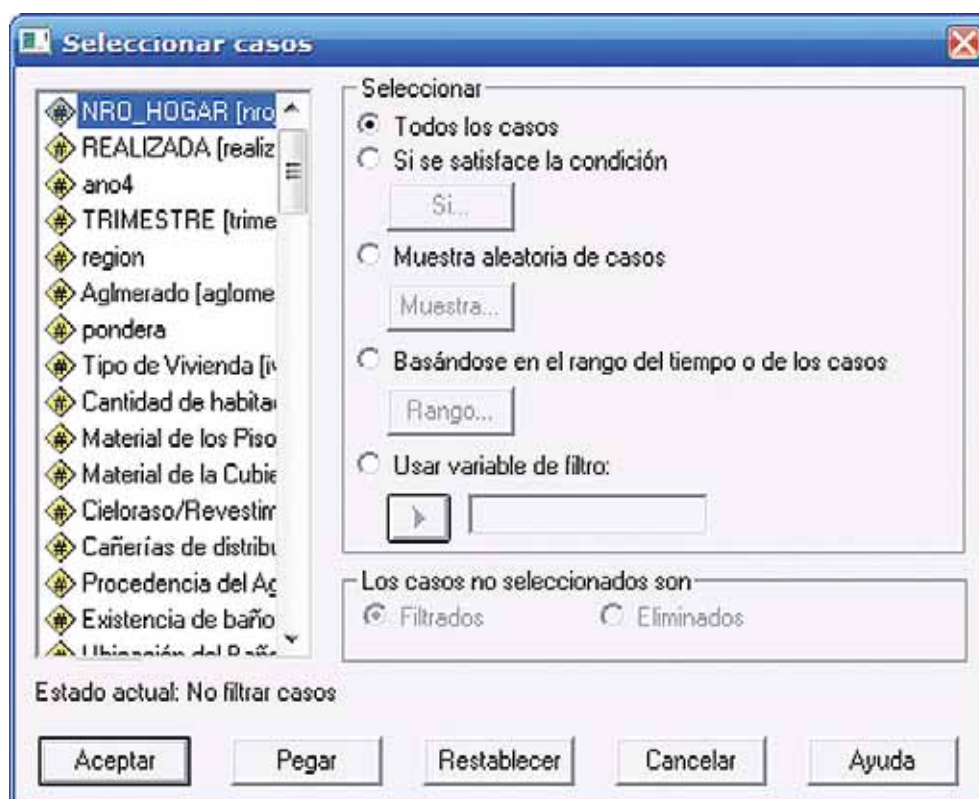 Seleccionar casos
NRO_HOGAR [nro
REALIZADA [realiz
ano4
TRIMESTRE [trime
region
Aglmerado [aglome
pondera
Tipo de Vivienda [iv
Cantidad de habita
Material de los Piso
Material de la Cubie
Cieloraso/Revestim
Cañerías de distribu
Procedencia del Ag
Existencia de baño
Ubicación del Baño
Seleccionar
Todos los casos
Si se satisface la condición
Si...
Muestra aleatoria de casos
Muestra...
Basándose en el rango del tiempo o de los casos
Rango...
Usar variable de filtro:
Los casos no seleccionados son
Filtrados Eliminados
Estado actual: No filtrar casos
Aceptar Pegar Restablecer Cancelar Ayuda